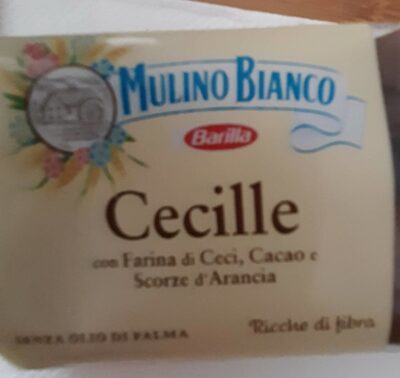 MULINO BIANCO
Barilla
Cecille
con Farina di Ceci, Cacao e
Scorze d'Arancia
SENZA OLIO DI PALMA
Ricche di fibra